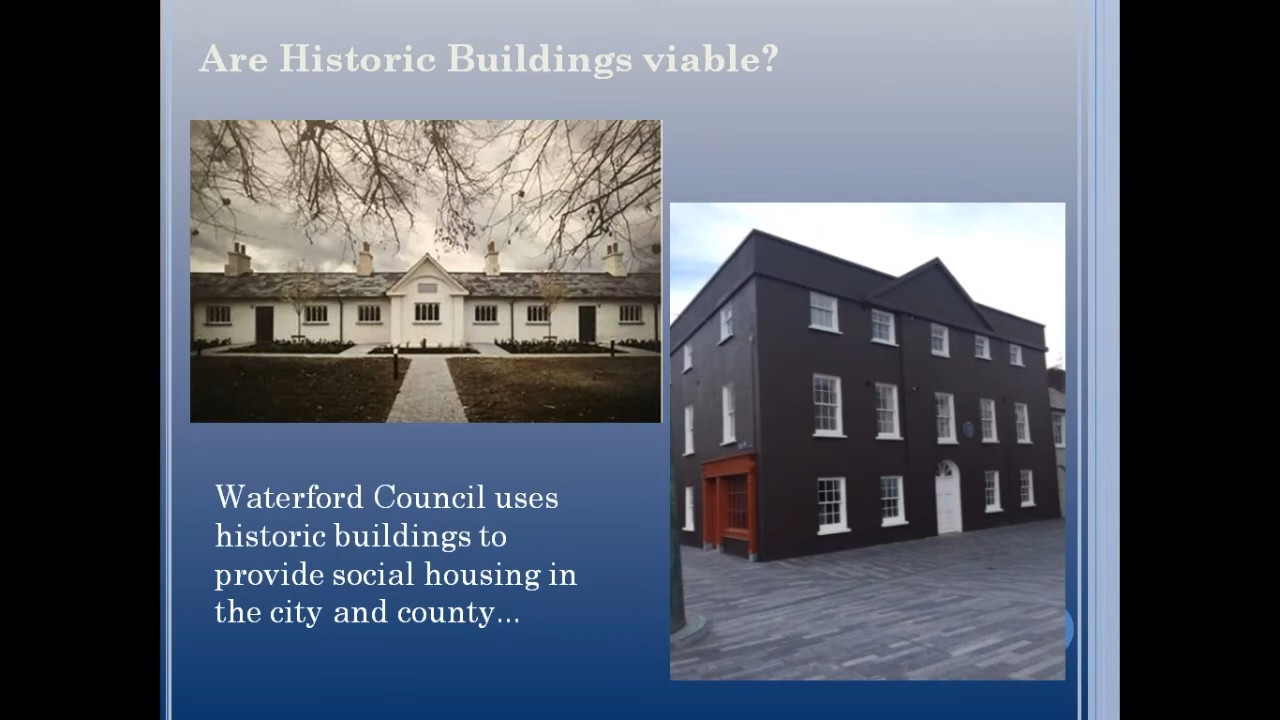 Are Historic Buildings viable?
Waterford Council uses
historic buildings to
provide social housing in
the city and county...